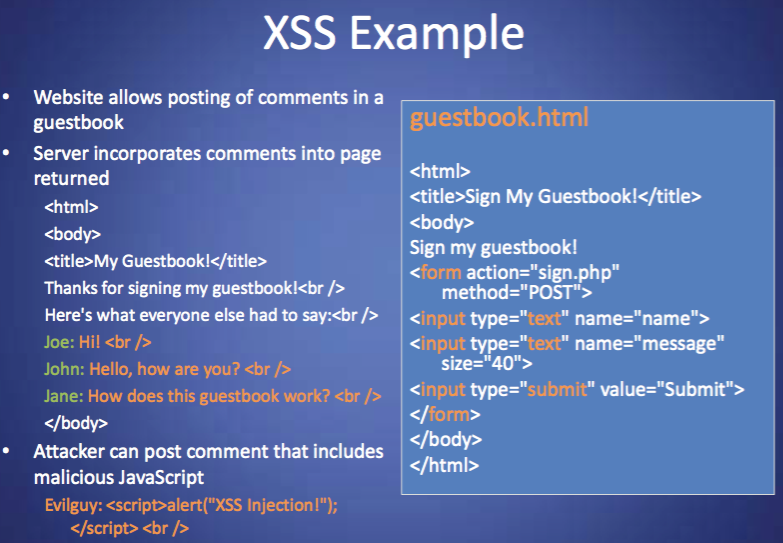 XSS Example
• Website allows posting of comments in a
guestbook
• Server incorporates comments into page
returned
<html>
<body>
<title>My Guestbook!</title>
Thanks for signing my guestbook!<br />
Here's what everyone else had to say:<br />
Joe: Hi! <br />
John: Hello, how are you? <br />
Jane: How does this guestbook work? <br />
</body>
• Attacker can post comment that includes
malicious JavaScript
Evilguy: <script>alert("XSS Injection!");
</script> <br />
guestbook.html
<html>
<title>Sign My Guestbook!</title>
<body>
Sign my guestbook!
<form action="sign.php"
method="POST">
<input type="text" name="name">
<input type="text" name="message"
size="40">
<input type="submit" value="Submit">
</form>
</body>
</html>